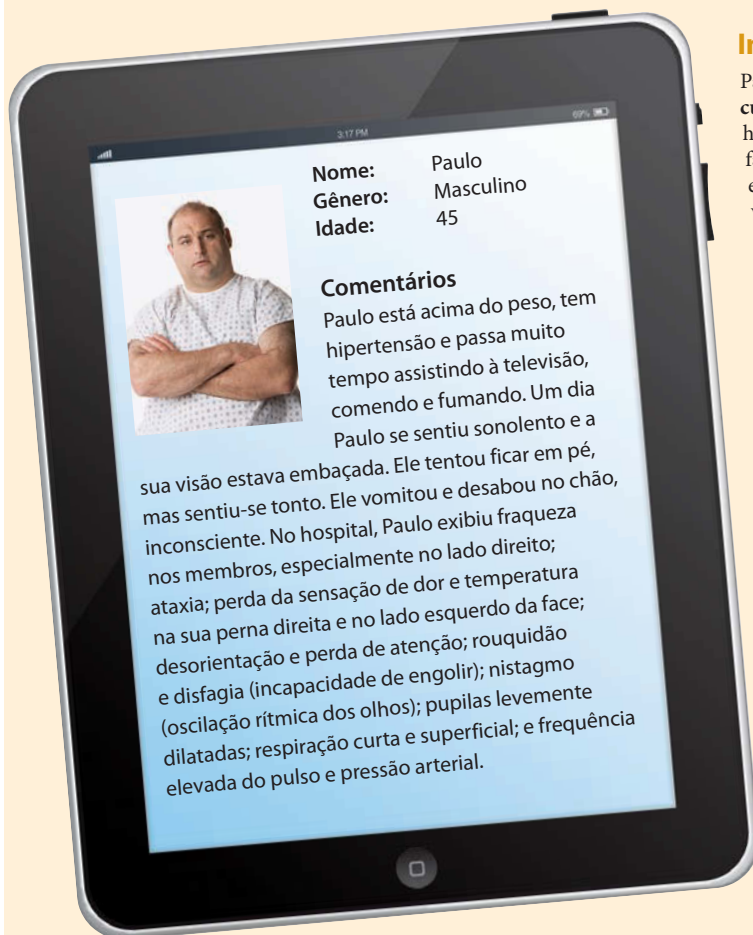 3:17 PM
69%
Nome: Paulo
Gênero: Masculino
Idade: 45
Comentários
Paulo está acima do peso, tem
hipertensão e passa muito
tempo assistindo à televisão,
comendo e fumando. Um dia
Paulo se sentiu sonolento e a
sua visão estava embaçada. Ele tentou ficar em pé,
mas sentiu-se tonto. Ele vomitou e desabou no chão,
inconsciente. No hospital, Paulo exibiu fraqueza
nos membros, especialmente no lado direito;
ataxia; perda da sensação de dor e temperatura
na sua perna direita e no lado esquerdo da face;
desorientação e perda de atenção; rouquidão
e disfagia (incapacidade de engolir); nistagmo
(oscilação rítmica dos olhos); pupilas levemente
dilatadas; respiração curta e superficial; e frequência
elevada do pulso e pressão arterial.